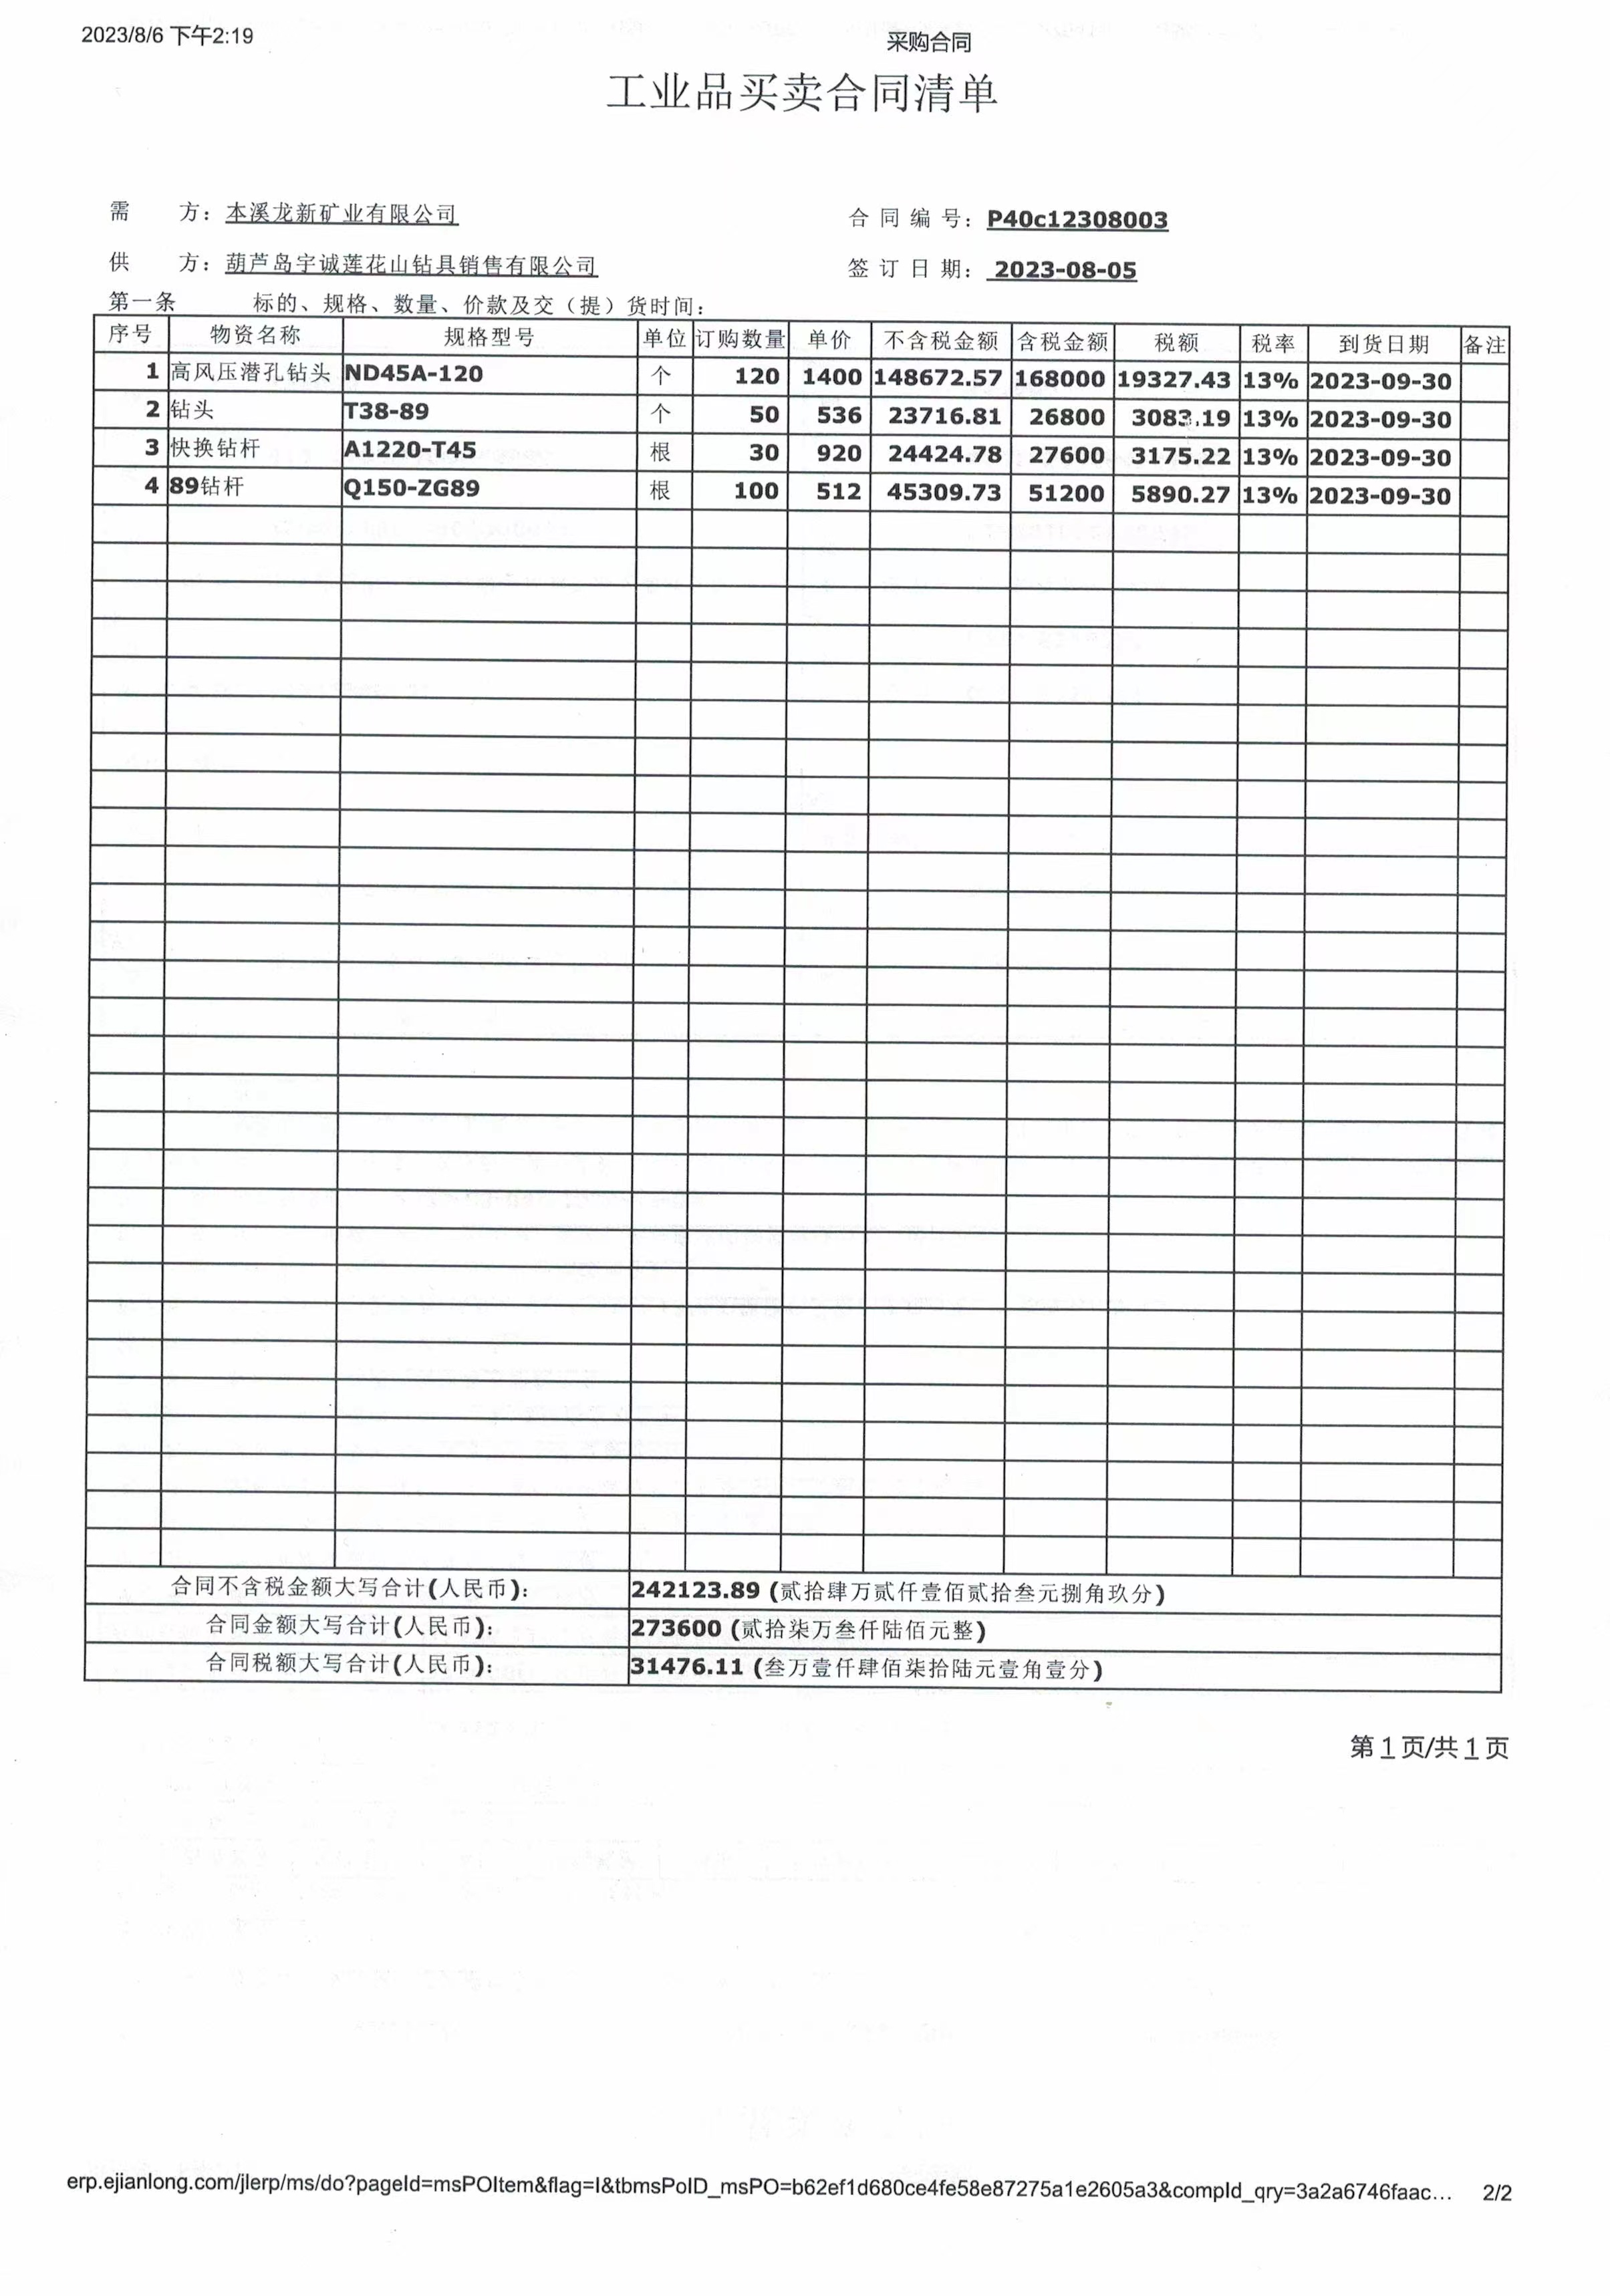 2023/8/6 下午2:19
采购合同
工业品买卖合同清单
需 方：本溪龙新矿业有限公司 合同编号：P40c12308003
供 方：葫芦岛宇诚莲花山钻具销售有限公司 签订日期：2023-08-05
第一条 标的、规格、数量、价款及交（提）货时间：
序号 物资名称 规格型号 单位 订购数量 单价 不含税金额 含税金额 税额 税率 到货日期 备注
1 高风压潜孔钻头 ND45A-120 个 120 1400 148672.57 168000 19327.43 13% 2023-09-30
2 钻头 T38-89 个 50 536 23716.81 26800 3083.19 13% 2023-09-30
3 快换钻杆 A1220-T45 根 30 920 24424.78 27600 3175.22 13% 2023-09-30
4 89钻杆 Q150-ZG89 根 100 512 45309.73 51200 5890.27 13% 2023-09-30
合同不含税金额大写合计(人民币)： 242123.89 (贰拾肆万贰仟壹佰贰拾叁元捌角玖分)
合同金额大写合计(人民币)： 273600 (贰拾柒万叁仟陆佰元整)
合同税额大写合计(人民币)： 31476.11 (叁万壹仟肆佰柒拾陆元壹角壹分)
第1页/共1页
erp.ejianlong.com/jlerp/ms/do?pageId=msPOItem&flag=I&tbmsPoID_msPO=b62ef1d680ce4fe58e87275a1e2605a3&compId_qry=3a2a6746faac... 2/2